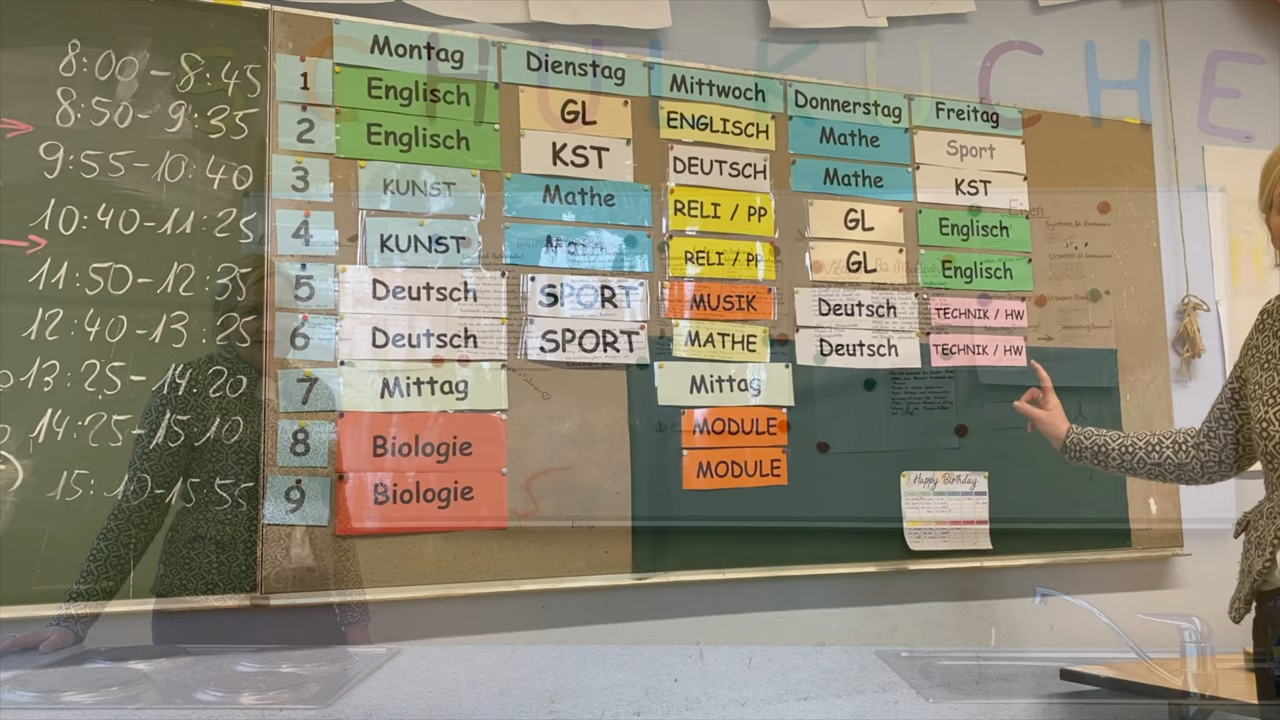 SCHULKÜCHE
8:00-8:45
8:50-9:35
9:55-10:40
10:40-11:25
11:50-12:35
12:40-13:25
13:25-14:20
14:25-15:10
15:10-15:55
Montag Dienstag Mittwoch Donnerstag Freitag
1 Englisch GL ENGLISCH Mathe Sport
2 Englisch KST DEUTSCH Mathe KST
3 KUNST Mathe RELI / PP GL Englisch
4 KUNST Mathe RELI / PP GL Englisch
5 Deutsch SPORT MUSIK Deutsch TECHNIK / HW
6 Deutsch SPORT MATHE Deutsch TECHNIK / HW
7 Mittag Mittag
8 Biologie MODULE
9 Biologie MODULE
Eisen
Happy Birthday